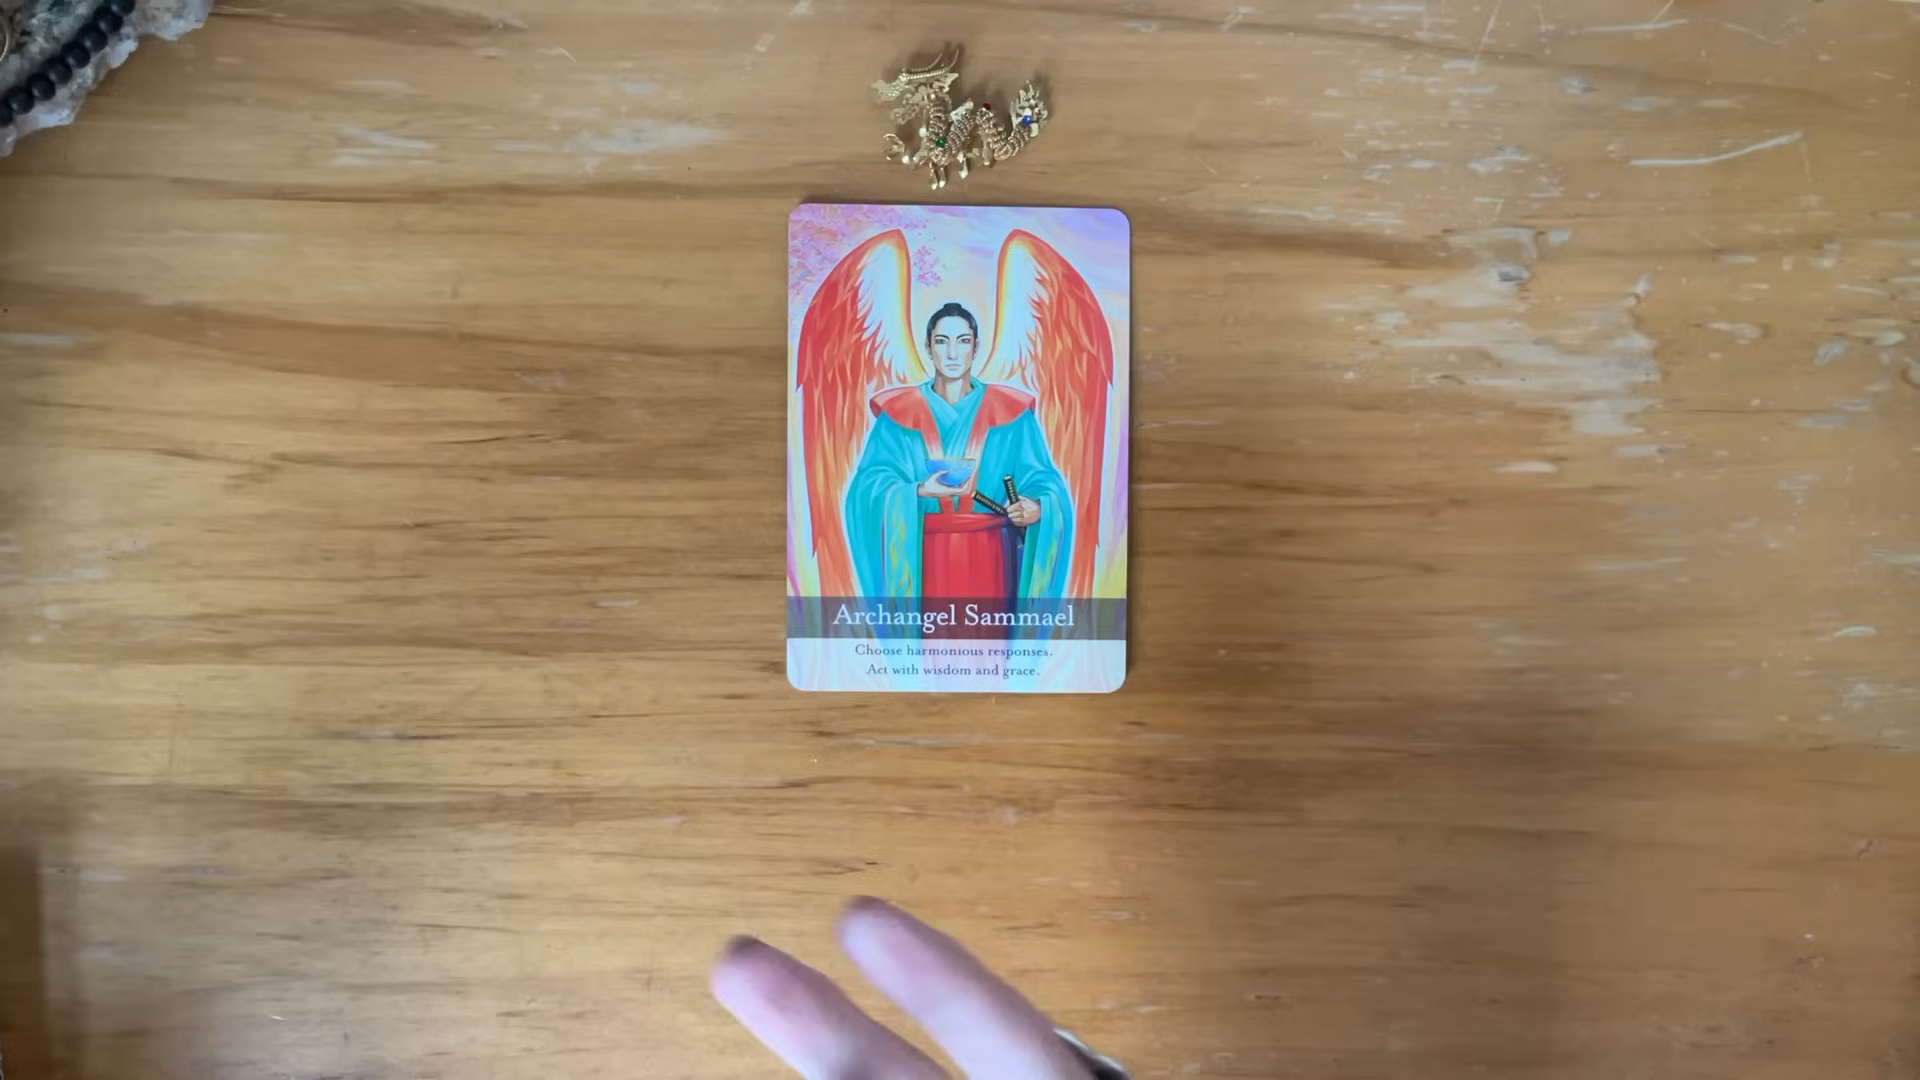 Archangel Sammael
Choose harmonious responses.
Act with wisdom and grace.